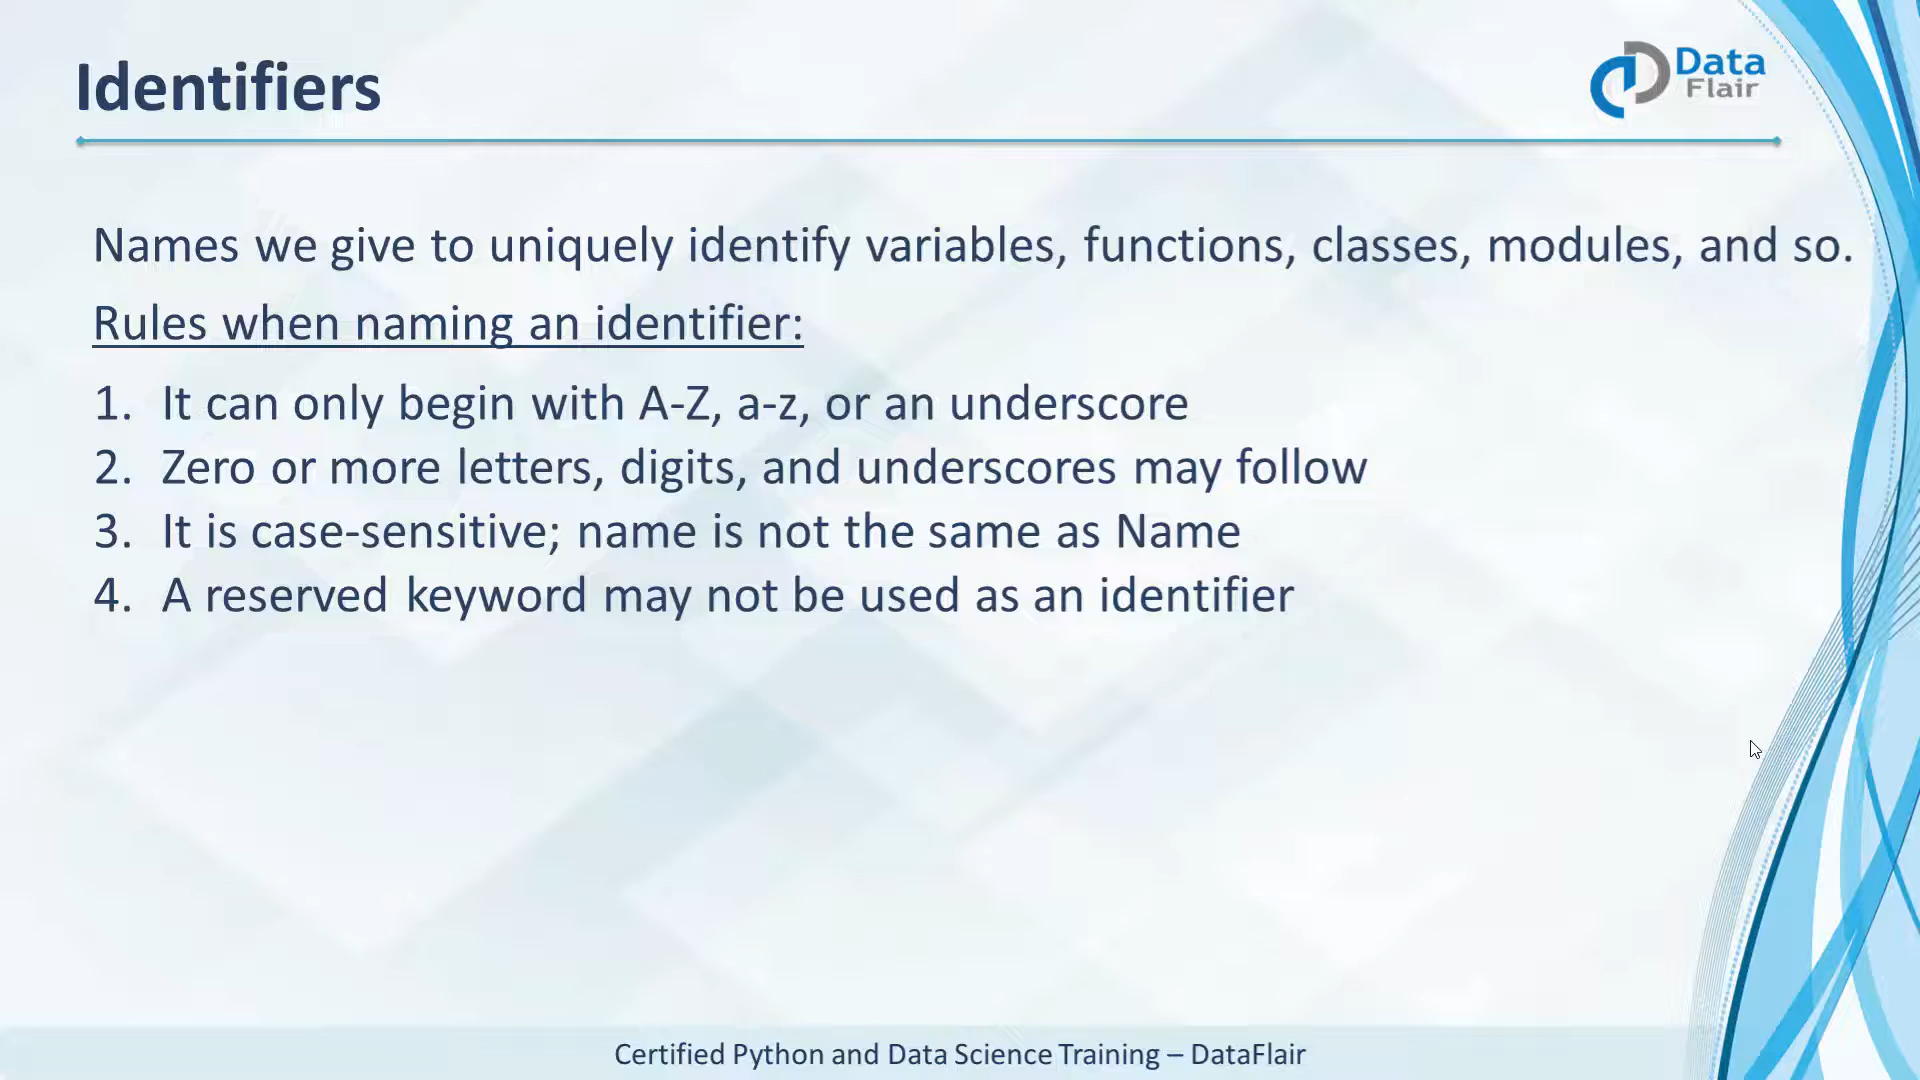 Identifiers
Data
Flair
Names we give to uniquely identify variables, functions, classes, modules, and so.
Rules when naming an identifier:
1. It can only begin with A-Z, a-z, or an underscore
2. Zero or more letters, digits, and underscores may follow
3. It is case-sensitive; name is not the same as Name
4. A reserved keyword may not be used as an identifier
Certified Python and Data Science Training – DataFlair